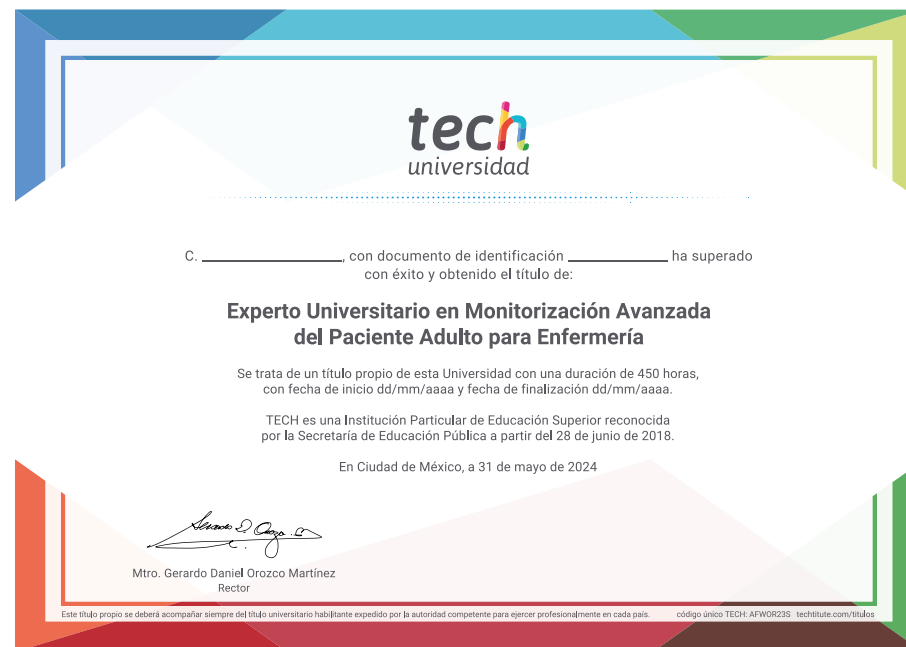 tech
universidad
C. ____________________, con documento de identificación ______________ ha superado
con éxito y obtenido el título de:
Experto Universitario en Monitorización Avanzada
del Paciente Adulto para Enfermería
Se trata de un título propio de esta Universidad con una duración de 450 horas,
con fecha de inicio dd/mm/aaaa y fecha de finalización dd/mm/aaaa.
TECH es una Institución Particular de Educación Superior reconocida
por la Secretaría de Educación Pública a partir del 28 de junio de 2018.
En Ciudad de México, a 31 de mayo de 2024
Mtro. Gerardo Daniel Orozco Martínez
Rector
Este título propio se deberá acompañar siempre del título universitario habilitante expedido por la autoridad competente para ejercer profesionalmente en cada país. código único TECH: AFWOR23S techtitute.com/titulos